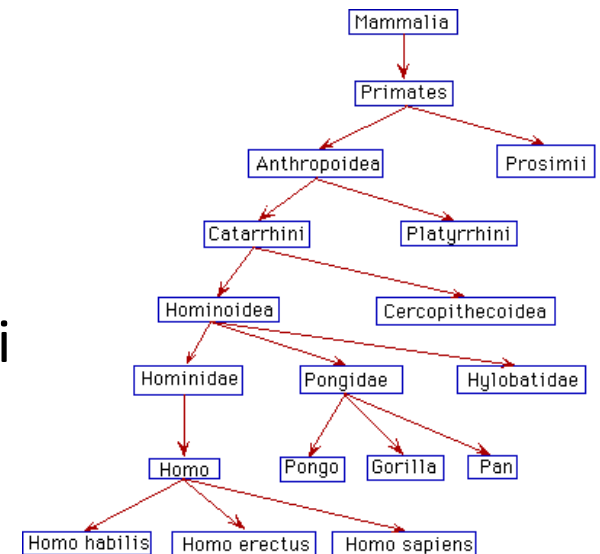 Mammalia
Primates
Anthropoidea Prosimii
Catarrhini Platyrrhini
Hominoidea Cercopithecoidea
i
Hominidae Pongidae Hylobatidae
Homo Pongo Gorilla Pan
Homo habilis Homo erectus Homo sapiens